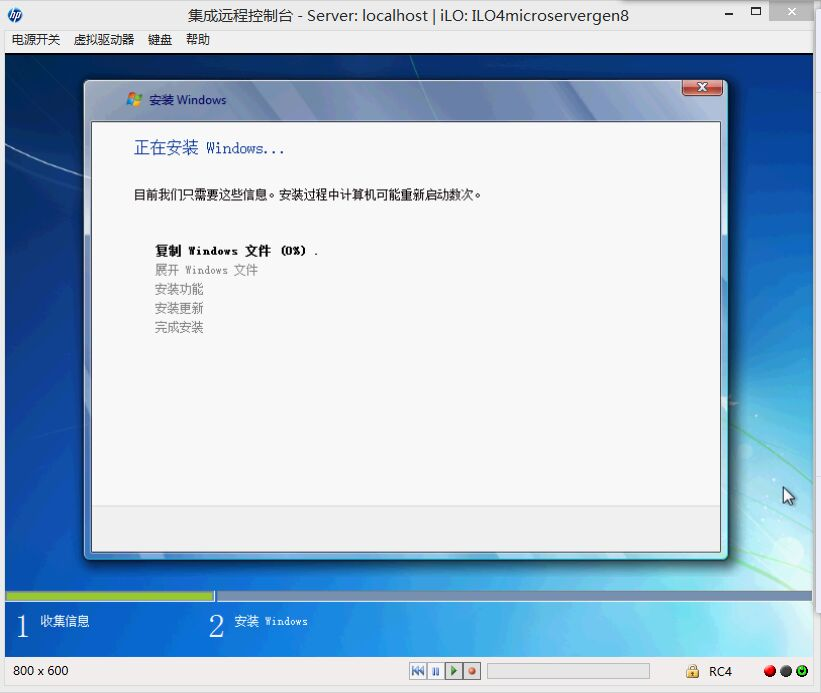 集成远程控制台 - Server: localhost | iLO: ILO4microservergen8
电源开关 虚拟驱动器 键盘 帮助
安装 Windows
正在安装 Windows...
目前我们只需要这些信息。安装过程中计算机可能重新启动数次。
复制 Windows 文件 (0%) .
展开 Windows 文件
安装功能
安装更新
完成安装
1 收集信息 2 安装 Windows
800 x 600 RC4